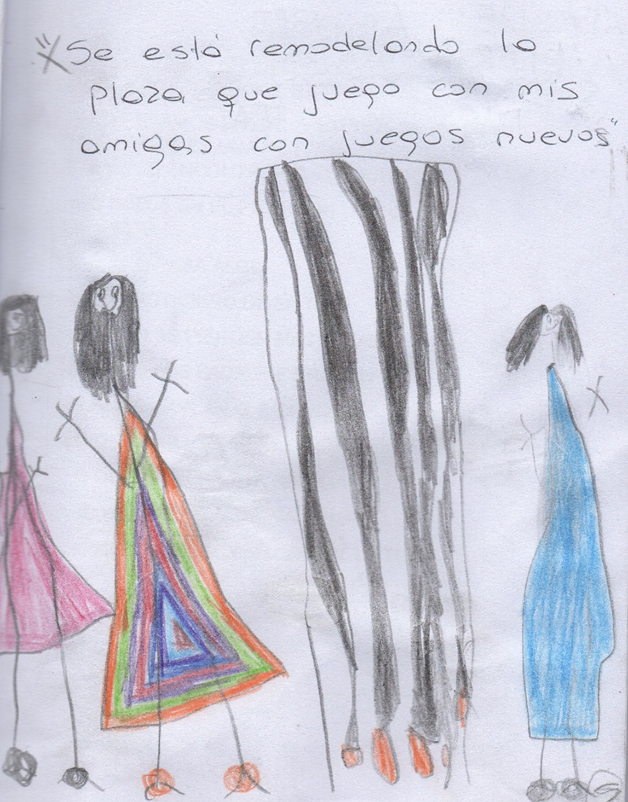 "Se está remodelando la
plaza que juego con mis
amigas con juegos nuevos"